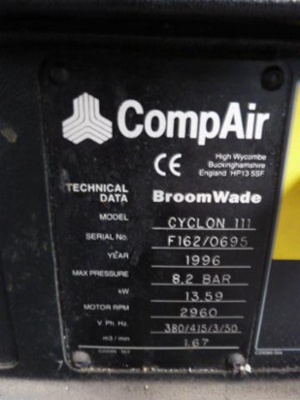 CompAir
CE
High Wycombe
Buckinghamshire
England HP13 5SF
TECHNICAL DATA BroomWade
MODEL CYCLON 111
SERIAL No. F162/0695
YEAR 1996
MAX PRESSURE 8,2 BAR
kW 13,59
MOTOR RPM 2960
V. Ph. Hz. 380/415/3/50
m3 / min 1,67